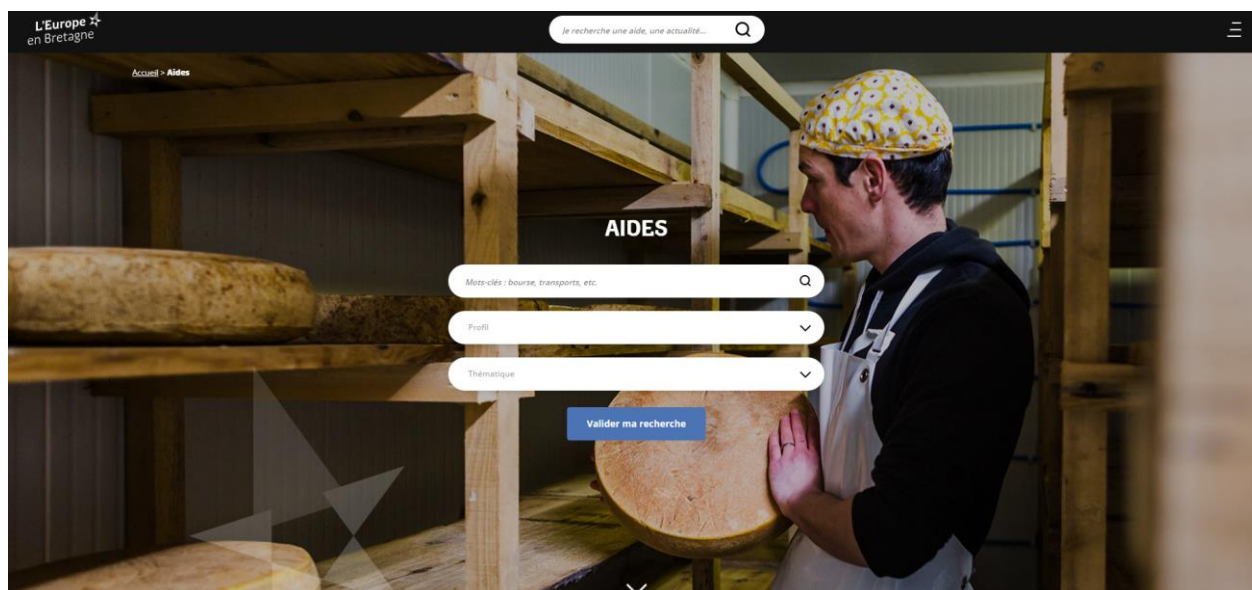 L'Europe
en Bretagne
Je recherche une aide, une actualité...
Accueil > Aides
AIDES
Mots-clés : bourse, transports, etc.
Profil
Thématique
Valider ma recherche